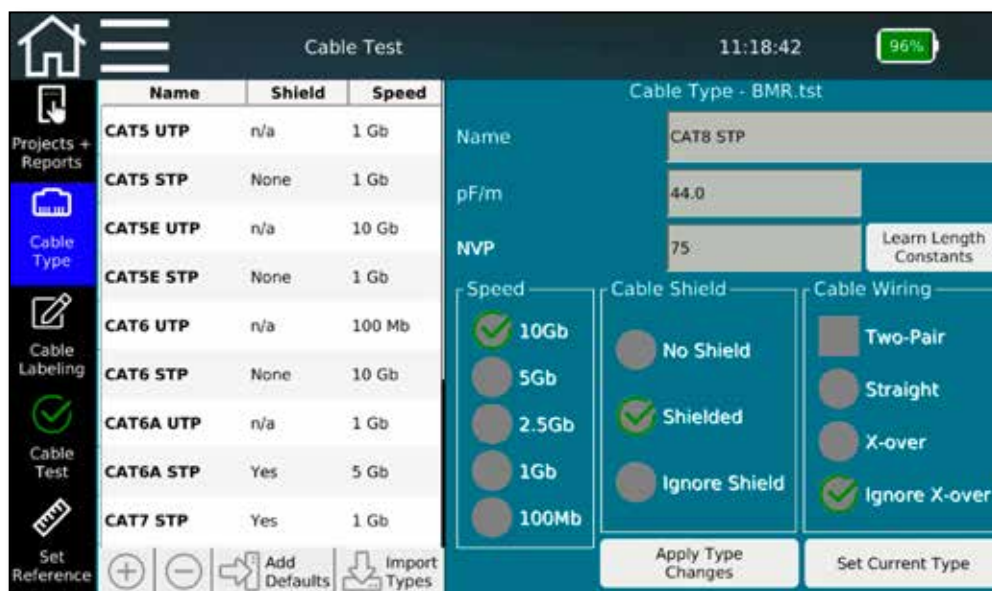 Cable Test 11:18:42 96%
Projects +
Reports
Cable
Type
Cable
Labeling
Cable
Test
Set
Reference
Name Shield Speed
CAT5 UTP n/a 1 Gb
CAT5 STP None 1 Gb
CAT5E UTP n/a 10 Gb
CAT5E STP None 1 Gb
CAT6 UTP n/a 100 Mb
CAT6 STP None 10 Gb
CAT6A UTP n/a 1 Gb
CAT6A STP Yes 5 Gb
CAT7 STP Yes 1 Gb
Add
Defaults
Import
Types
Cable Type - BMR.tst
Name CAT8 STP
pF/m 44.0
NVP 75
Learn Length
Constants
Speed
10Gb
5Gb
2.5Gb
1Gb
100Mb
Cable Shield
No Shield
Shielded
Ignore Shield
Cable Wiring
Two-Pair
Straight
X-over
Ignore X-over
Apply Type
Changes
Set Current Type